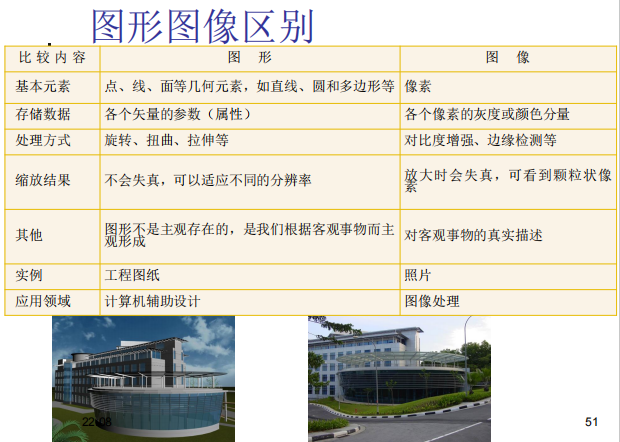 图形图像区别
比较内容 图 形 图 像
基本元素 点、线、面等几何元素，如直线、圆和多边形等 像素
存储数据 各个矢量的参数（属性） 各个像素的灰度或颜色分量
处理方式 旋转、扭曲、拉伸等 对比度增强、边缘检测等
缩放结果 不会失真，可以适应不同的分辨率 放大时会失真，可看到颗粒状像
素
其他 图形不是主观存在的，是我们根据客观事物而主
观形成 对客观事物的真实描述
实例 工程图纸 照片
应用领域 计算机辅助设计 图像处理
51